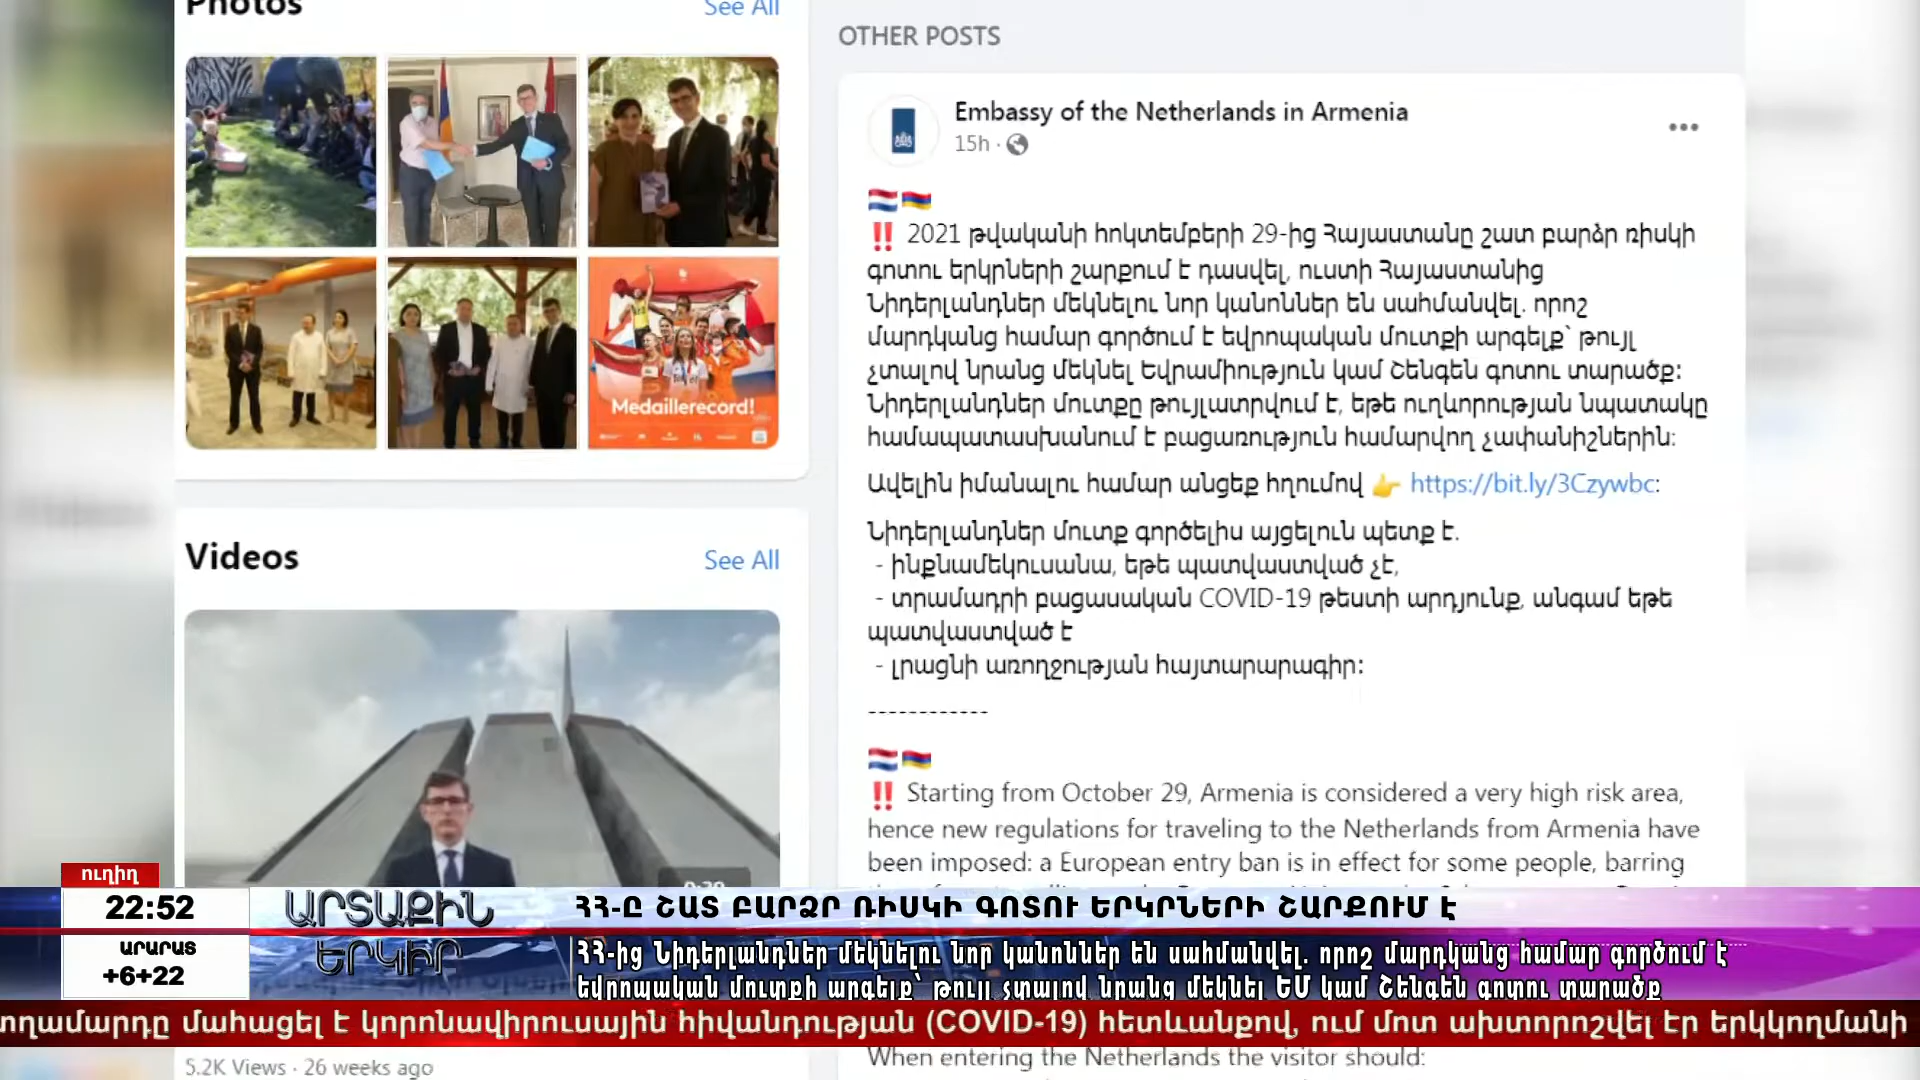 Photos
See All
Medaillerecord!
Videos
See All
5.2K Views · 26 weeks ago
OTHER POSTS
Embassy of the Netherlands in Armenia
15h ·
‼ 2021 թվականի հոկտեմբերի 29-ից Հայաստանը շատ բարձր ռիսկի
գոտու երկրների շարքում է դասվել, ուստի Հայաստանից
Նիդերլանդներ մեկնելու նոր կանոններ են սահմանվել. որոշ
մարդկանց համար գործում է եվրոպական մուտքի արգելք՝ թույլ
չտալով նրանց մեկնել Եվրամիություն կամ Շենգեն գոտու տարածք:
Նիդերլանդներ մուտքը թույլատրվում է, եթե ուղևորության նպատակը
համապատասխանում է բացառություն համարվող չափանիշներին:
Ավելին իմանալու համար անցեք հղումով 👉 https://bit.ly/3Czywbc:
Նիդերլանդներ մուտք գործելիս այցելուն պետք է.
- ինքնամեկուսանա, եթե պատվաստված չէ,
- տրամադրի բացասական COVID-19 թեստի արդյունք, անգամ եթե
պատվաստված է
- լրացնի առողջության հայտարարագիր:
------------
‼ Starting from October 29, Armenia is considered a very high risk area,
hence new regulations for traveling to the Netherlands from Armenia have
been imposed: a European entry ban is in effect for some people, barring
When entering the Netherlands the visitor should:
ուղիղ
22:52
ԱՐԱՐԱՏ
+6+22
ԱՐՏԱՔԻՆ
ԵՐԿԻՐ
ՀՀ-Ը ՇԱՏ ԲԱՐՁՐ ՌԻՍԿԻ ԳՈՏՈՒ ԵՐԿՐՆԵՐԻ ՇԱՐՔՈՒՄ Է
ՀՀ-ից Նիդերլանդներ մեկնելու նոր կանոններ են սահմանվել. որոշ մարդկանց համար գործում է
եվրոպական մուտքի արգելք՝ թույլ չտալով նրանց մեկնել ԵՄ կամ Շենգեն գոտու տարածք
տղամարդը մահացել է կորոնավիրուսային հիվանդության (COVID-19) հետևանքով, ում մոտ ախտորոշվել էր երկկողմանի